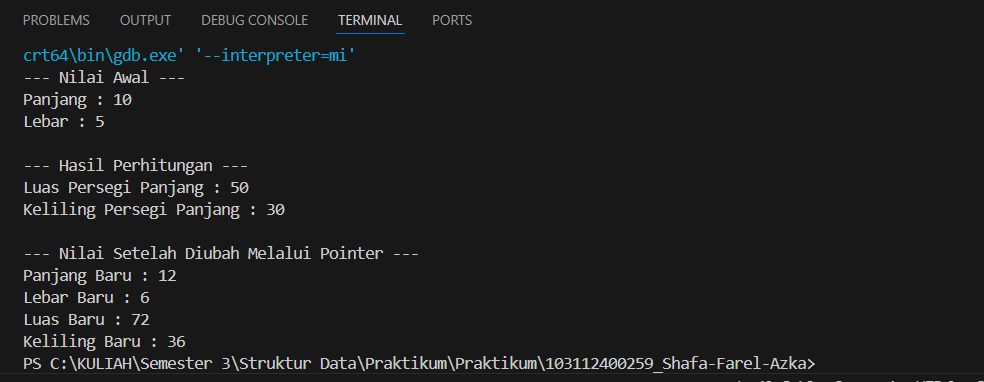 PROBLEMS OUTPUT DEBUG CONSOLE TERMINAL PORTS
crt64\bin\gdb.exe' '--interpreter=mi'
--- Nilai Awal ---
Panjang : 10
Lebar : 5
--- Hasil Perhitungan ---
Luas Persegi Panjang : 50
Keliling Persegi Panjang : 30
--- Nilai Setelah Diubah Melalui Pointer ---
Panjang Baru : 12
Lebar Baru : 6
Luas Baru : 72
Keliling Baru : 36
PS C:\KULIAH\Semester 3\Struktur Data\Praktikum\Praktikum\103112400259_Shafa-Farel-Azka>